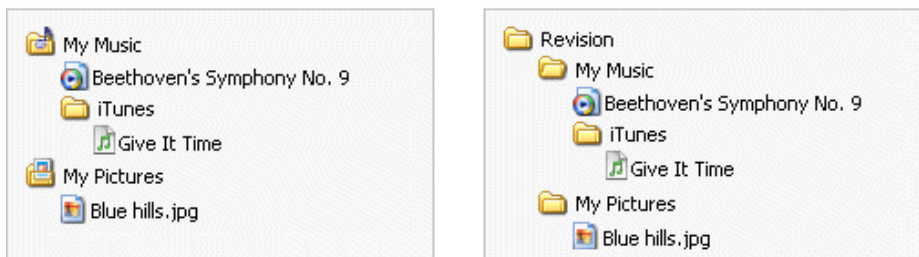 My Music
Beethoven's Symphony No. 9
iTunes
Give It Time
My Pictures
Blue hills.jpg
Revision
My Music
Beethoven's Symphony No. 9
iTunes
Give It Time
My Pictures
Blue hills.jpg